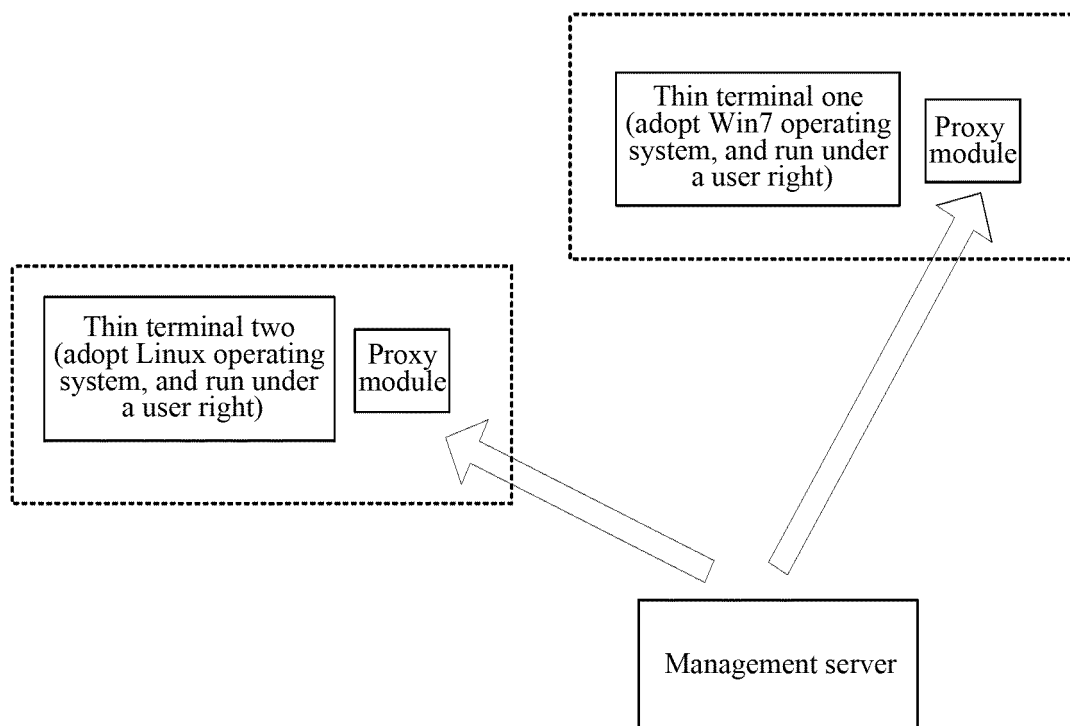 Thin terminal one
(adopt Win7 operating
system, and run under
a user right)
Proxy
module
Thin terminal two
(adopt Linux operating
system, and run under
a user right)
Proxy
module
Management server